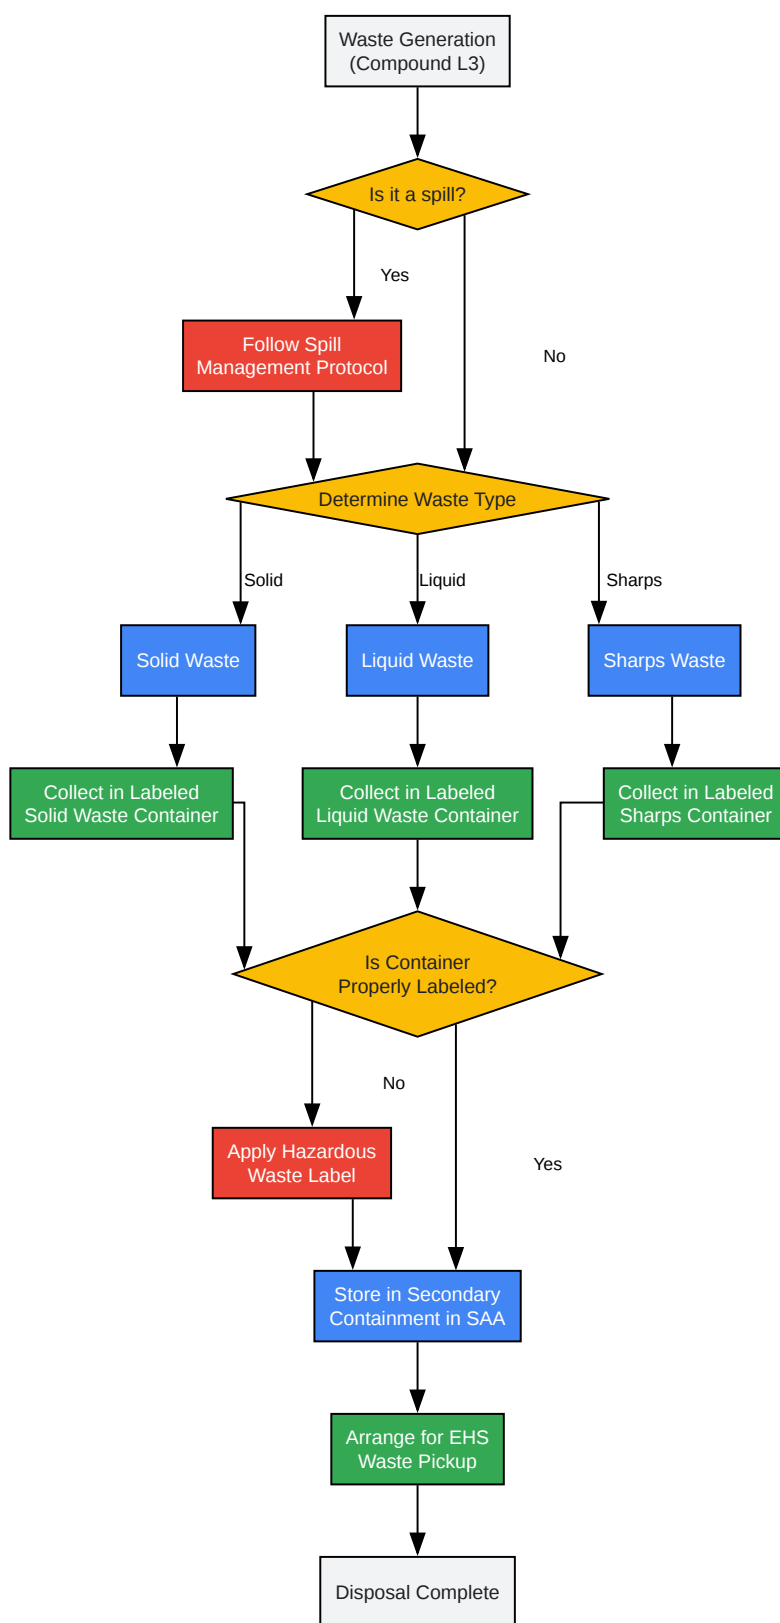 Waste Generation
(Compound L3)
Is it a spill?
Yes
Follow Spill
Management Protocol
No
Determine Waste Type
Solid
Liquid
Sharps
Solid Waste
Liquid Waste
Sharps Waste
Collect in Labeled
Solid Waste Container
Collect in Labeled
Liquid Waste Container
Collect in Labeled
Sharps Container
Is Container
Properly Labeled?
No
Apply Hazardous
Waste Label
Yes
Store in Secondary
Containment in SAA
Arrange for EHS
Waste Pickup
Disposal Complete